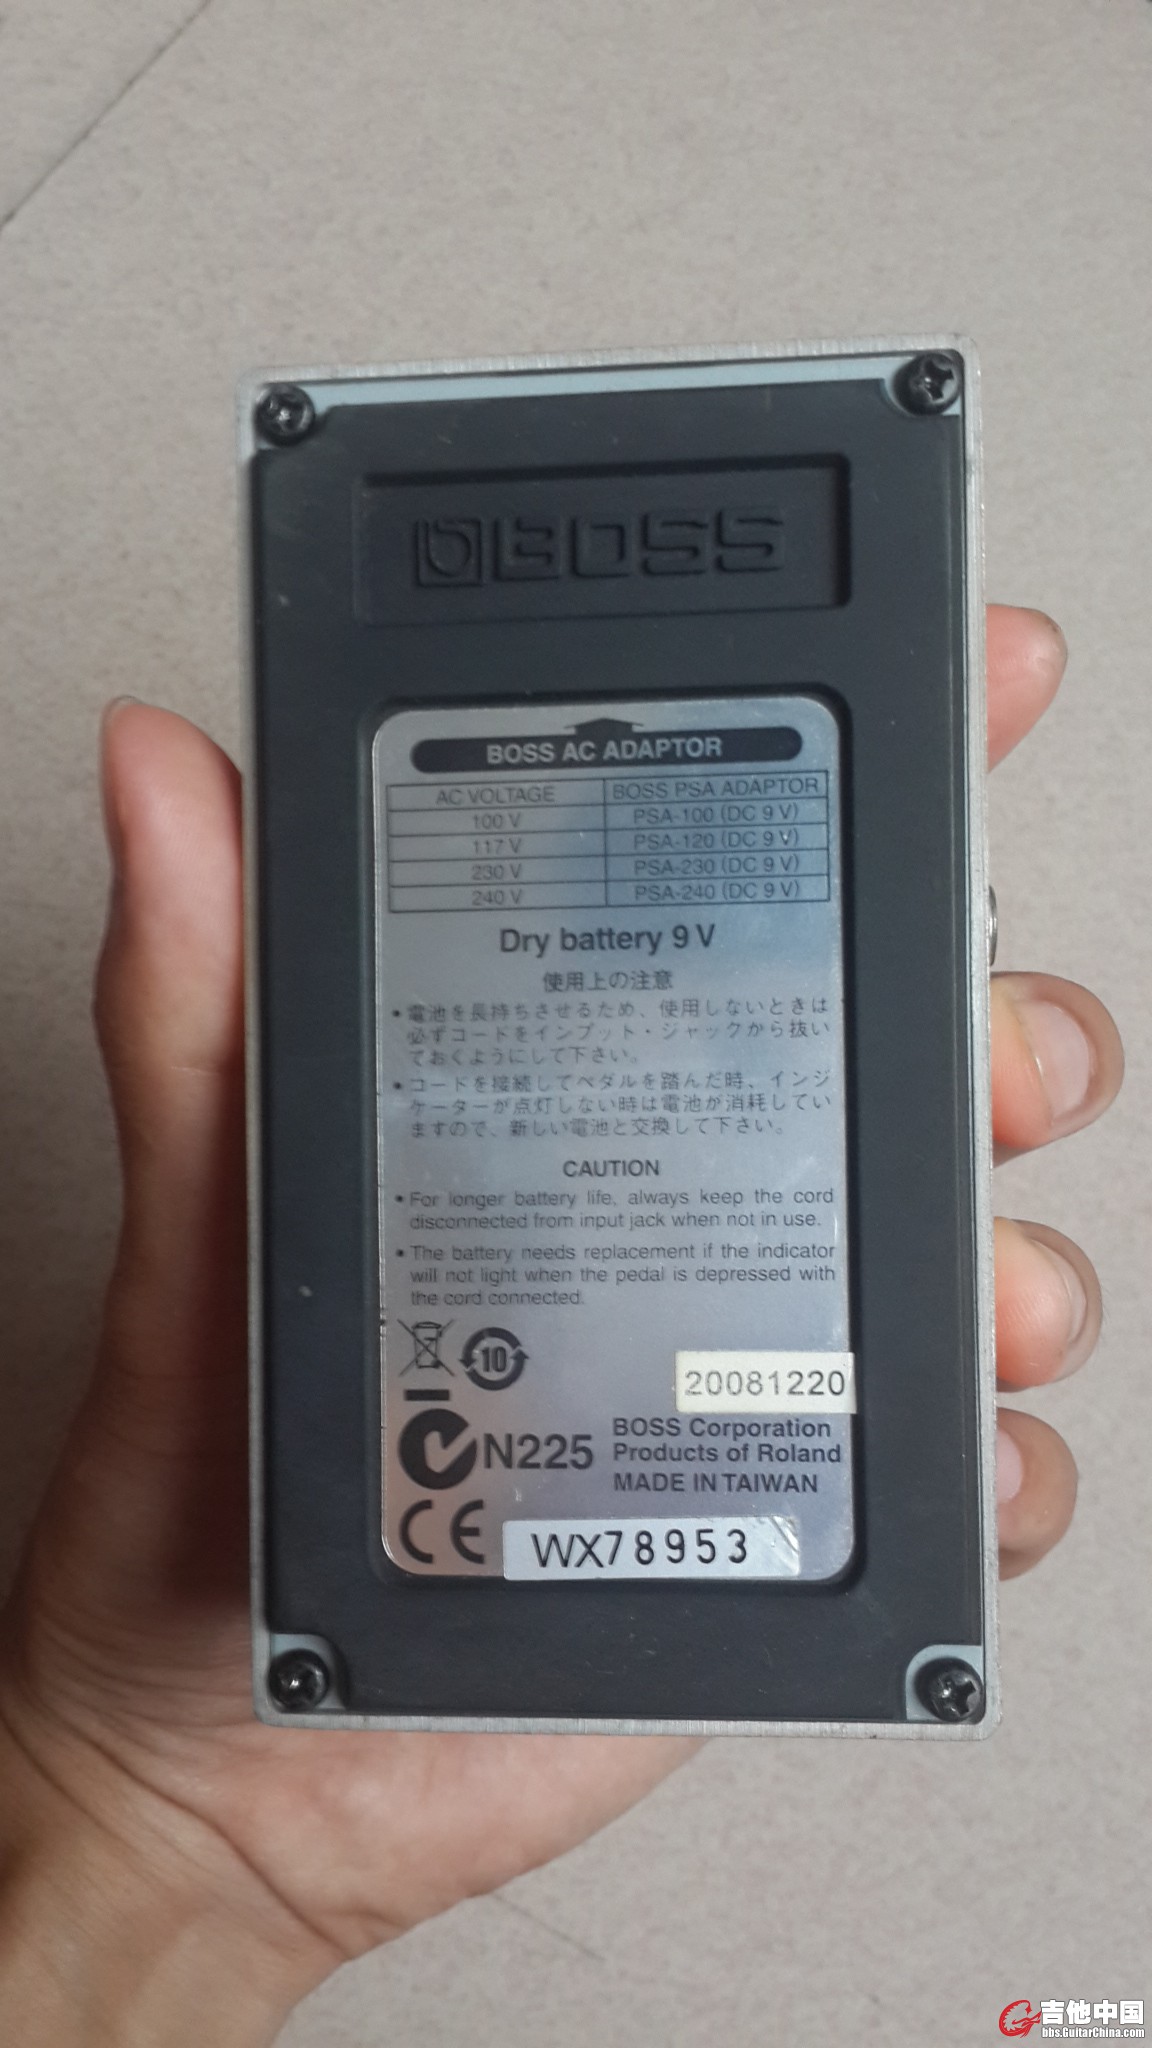 BOSS
BOSS AC ADAPTOR
AC VOLTAGE BOSS PSA ADAPTOR
100 V PSA-100 (DC 9 V)
117 V PSA-120 (DC 9 V)
230 V PSA-230 (DC 9 V)
240 V PSA-240 (DC 9 V)
Dry battery 9 V
使用上の注意
• 電池を長持ちさせるため、使用しないときは
必ずコードをインプット・ジャックから抜い
ておくようにして下さい。
• コードを接続してペダルを踏んだ時、インジ
ケーターが点灯しない時は電池が消耗してい
ますので、新しい電池と交換して下さい。
CAUTION
• For longer battery life, always keep the cord
disconnected from input jack when not in use.
• The battery needs replacement if the indicator
will not light when the pedal is depressed with
the cord connected.
10
20081220
N225
BOSS Corporation
Products of Roland
MADE IN TAIWAN
CE
WX78953
吉他中国
bbs.GuitarChina.com